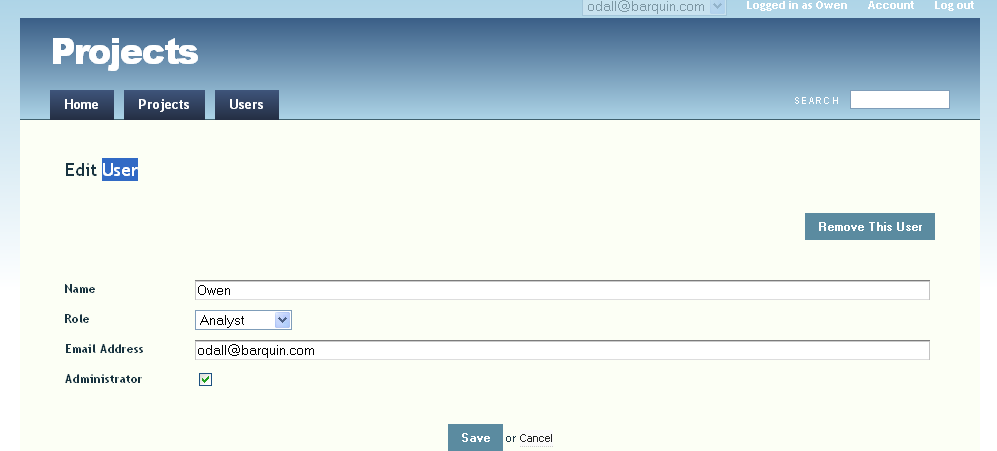 odall@barquin.com Logged in as Owen Account Log out
Projects
Home Projects Users SEARCH
Edit User
Remove This User
Name Owen
Role Analyst
Email Address odall@barquin.com
Administrator
Save or Cancel